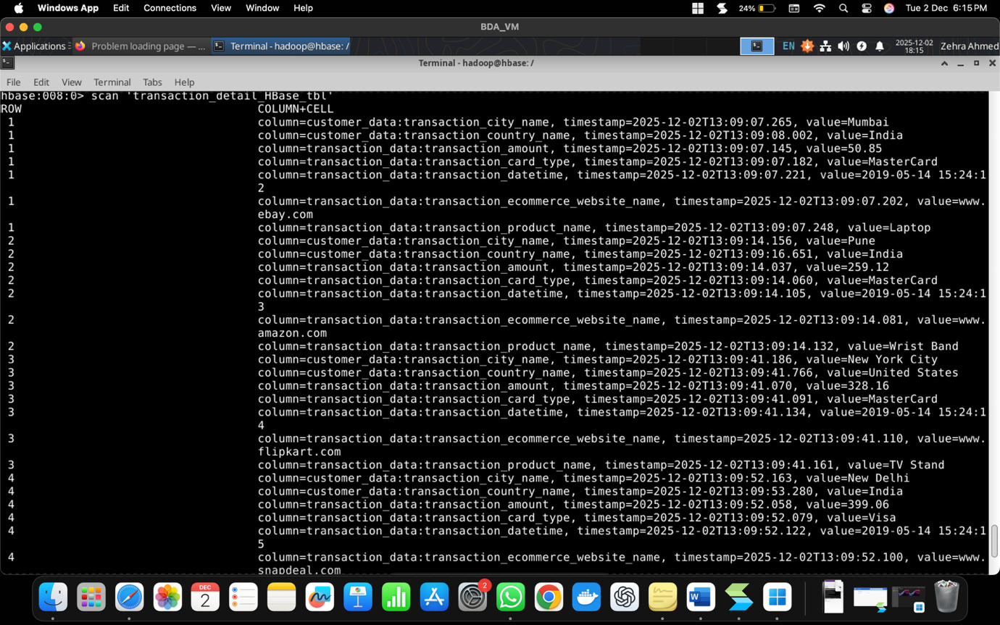 Windows App Edit Connections View Window Help 24% Tue 2 Dec 6:15 PM
BDA_VM
Applications Problem loading page — ... Terminal - hadoop@hbase: / EN 2025-12-02 Zehra Ahmed
18:15
Terminal - hadoop@hbase: /
File Edit View Terminal Tabs Help
hbase:008:0> scan 'transaction_detail_HBase_tbl'
ROW COLUMN+CELL
1 column=customer_data:transaction_city_name, timestamp=2025-12-02T13:09:07.265, value=Mumbai
1 column=customer_data:transaction_country_name, timestamp=2025-12-02T13:09:08.002, value=India
1 column=transaction_data:transaction_amount, timestamp=2025-12-02T13:09:07.145, value=50.85
1 column=transaction_data:transaction_card_type, timestamp=2025-12-02T13:09:07.182, value=MasterCard
1 column=transaction_data:transaction_datetime, timestamp=2025-12-02T13:09:07.221, value=2019-05-14 15:24:1
2
1 column=transaction_data:transaction_ecommerce_website_name, timestamp=2025-12-02T13:09:07.202, value=www.
ebay.com
1 column=transaction_data:transaction_product_name, timestamp=2025-12-02T13:09:07.248, value=Laptop
2 column=customer_data:transaction_city_name, timestamp=2025-12-02T13:09:14.156, value=Pune
2 column=customer_data:transaction_country_name, timestamp=2025-12-02T13:09:16.651, value=India
2 column=transaction_data:transaction_amount, timestamp=2025-12-02T13:09:14.037, value=259.12
2 column=transaction_data:transaction_card_type, timestamp=2025-12-02T13:09:14.060, value=MasterCard
2 column=transaction_data:transaction_datetime, timestamp=2025-12-02T13:09:14.105, value=2019-05-14 15:24:1
3
2 column=transaction_data:transaction_ecommerce_website_name, timestamp=2025-12-02T13:09:14.081, value=www.
amazon.com
2 column=transaction_data:transaction_product_name, timestamp=2025-12-02T13:09:14.132, value=Wrist Band
3 column=customer_data:transaction_city_name, timestamp=2025-12-02T13:09:41.186, value=New York City
3 column=customer_data:transaction_country_name, timestamp=2025-12-02T13:09:41.766, value=United States
3 column=transaction_data:transaction_amount, timestamp=2025-12-02T13:09:41.070, value=328.16
3 column=transaction_data:transaction_card_type, timestamp=2025-12-02T13:09:41.091, value=MasterCard
3 column=transaction_data:transaction_datetime, timestamp=2025-12-02T13:09:41.134, value=2019-05-14 15:24:1
4
3 column=transaction_data:transaction_ecommerce_website_name, timestamp=2025-12-02T13:09:41.110, value=www.
flipkart.com
3 column=transaction_data:transaction_product_name, timestamp=2025-12-02T13:09:41.161, value=TV Stand
4 column=customer_data:transaction_city_name, timestamp=2025-12-02T13:09:52.163, value=New Delhi
4 column=customer_data:transaction_country_name, timestamp=2025-12-02T13:09:53.280, value=India
4 column=transaction_data:transaction_amount, timestamp=2025-12-02T13:09:52.058, value=399.06
4 column=transaction_data:transaction_card_type, timestamp=2025-12-02T13:09:52.079, value=Visa
4 column=transaction_data:transaction_datetime, timestamp=2025-12-02T13:09:52.122, value=2019-05-14 15:24:1
5
4 column=transaction_data:transaction_ecommerce_website_name, timestamp=2025-12-02T13:09:52.100, value=www.
snapdeal.com
DEC
2
2
W